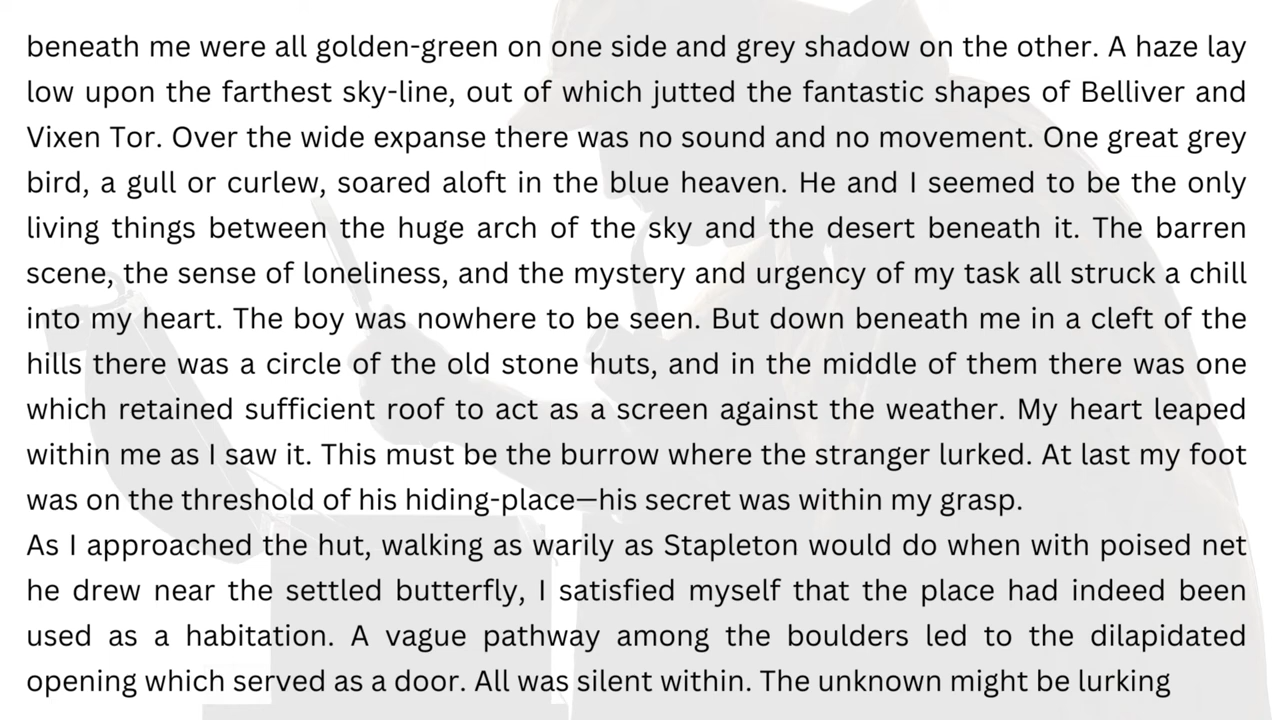 beneath me were all golden-green on one side and grey shadow on the other. A haze lay
low upon the farthest sky-line, out of which jutted the fantastic shapes of Belliver and
Vixen Tor. Over the wide expanse there was no sound and no movement. One great grey
bird, a gull or curlew, soared aloft in the blue heaven. He and I seemed to be the only
living things between the huge arch of the sky and the desert beneath it. The barren
scene, the sense of loneliness, and the mystery and urgency of my task all struck a chill
into my heart. The boy was nowhere to be seen. But down beneath me in a cleft of the
hills there was a circle of the old stone huts, and in the middle of them there was one
which retained sufficient roof to act as a screen against the weather. My heart leaped
within me as I saw it. This must be the burrow where the stranger lurked. At last my foot
was on the threshold of his hiding-place—his secret was within my grasp.
As I approached the hut, walking as warily as Stapleton would do when with poised net
he drew near the settled butterfly, I satisfied myself that the place had indeed been
used as a habitation. A vague pathway among the boulders led to the dilapidated
opening which served as a door. All was silent within. The unknown might be lurking